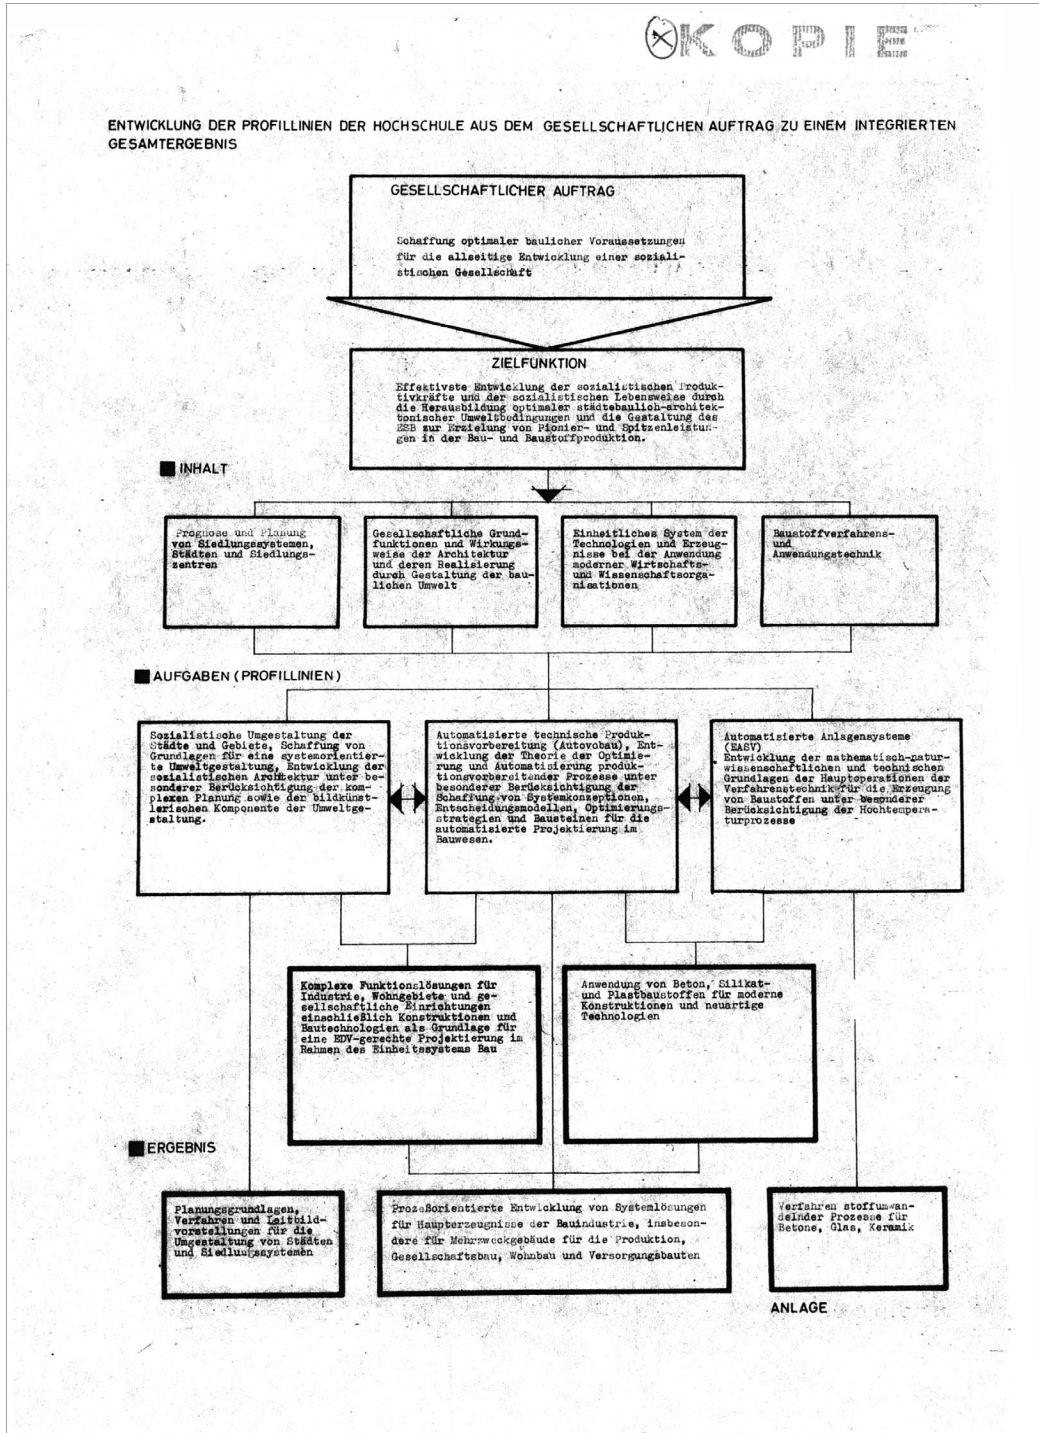 KOPIE
ENTWICKLUNG DER PROFILLINIEN DER HOCHSCHULE AUS DEM GESELLSCHAFTLICHEN AUFTRAG ZU EINEM INTEGRIERTEN
GESAMTERGEBNIS
GESELLSCHAFTLICHER AUFTRAG
Schaffung optimaler baulicher Voraussetzungen
für die allseitige Entwicklung einer soziali-
stischen Gesellschaft
ZIELFUNKTION
Effektivste Entwicklung der sozialistischen Produk-
tivkräfte und der sozialistischen Lebensweise durch
die Herausbildung optimaler städtebaulich-architek-
tonischer Umweltbedingungen und die Gestaltung des
ESB zur Erzielung von Pionier- und Spitzenleistun-
gen in der Bau- und Baustoffproduktion.
INHALT
Prognose und Planung
von Siedlungssystemen,
Städten und Siedlungs-
zentren
Gesellschaftliche Grund-
funktionen und Wirkungs-
weise der Architektur
und deren Realisierung
durch Gestaltung der bau-
lichen Umwelt
Einheitliches System der
Technologien und Erzeug-
nisse bei der Anwendung
moderner Wirtschafts-
und Wissenschaftsorga-
nisationen
Baustoffverfahrens-
und
Anwendungstechnik
AUFGABEN (PROFILLINIEN)
Sozialistische Umgestaltung der
Städte und Gebiete, Schaffung von
Grundlagen für eine systemorientier-
te Umweltgestaltung, Entwicklung der
sozialistischen Architektur unter be-
sonderer Berücksichtigung der kom-
plexen Planung sowie der bildkünst-
lerischen Komponente der Umweltge-
staltung.
Automatisierte technische Produk-
tionsvorbereitung (Autovobau), Ent-
wicklung der Theorie der Optimie-
rung und Automatisierung produk-
tionsvorbereitender Prozesse unter
besonderer Berücksichtigung der
Schaffung von Systemkonzeptionen,
Entscheidungsmodellen, Optimierungs-
strategien und Bausteinen für die
automatisierte Projektierung im
Bauwesen.
Automatisierte Anlagensysteme
(EASV)
Entwicklung der mathematisch-natur-
wissenschaftlichen und technischen
Grundlagen der Hauptoperationen der
Verfahrenstechnik für die Erzeugung
von Baustoffen unter besonderer
Berücksichtigung der Hochtempera-
turprozesse
Komplexe Funktionslösungen für
Industrie, Wohngebiete und ge-
sellschaftliche Einrichtungen
einschließlich Konstruktionen und
Bautechnologien als Grundlage für
eine EDV-gerechte Projektierung im
Rahmen des Einheitssystems Bau
Anwendung von Beton, Silikat-
und Plastbaustoffen für moderne
Konstruktionen und neuartige
Technologien
ERGEBNIS
Planungsgrundlagen,
Verfahren und Leitbild-
vorstellungen für die
Umgestaltung von Städten
und Siedlungssystemen
Prozeßorientierte Entwicklung von Systemlösungen
für Haupterzeugnisse der Bauindustrie, insbeson-
dere für Mehrzweckgebäude für die Produktion,
Gesellschaftsbau, Wohnbau und Versorgungsbauten
Verfahren stoffumwan-
delnder Prozesse für
Betone, Glas, Keramik
ANLAGE